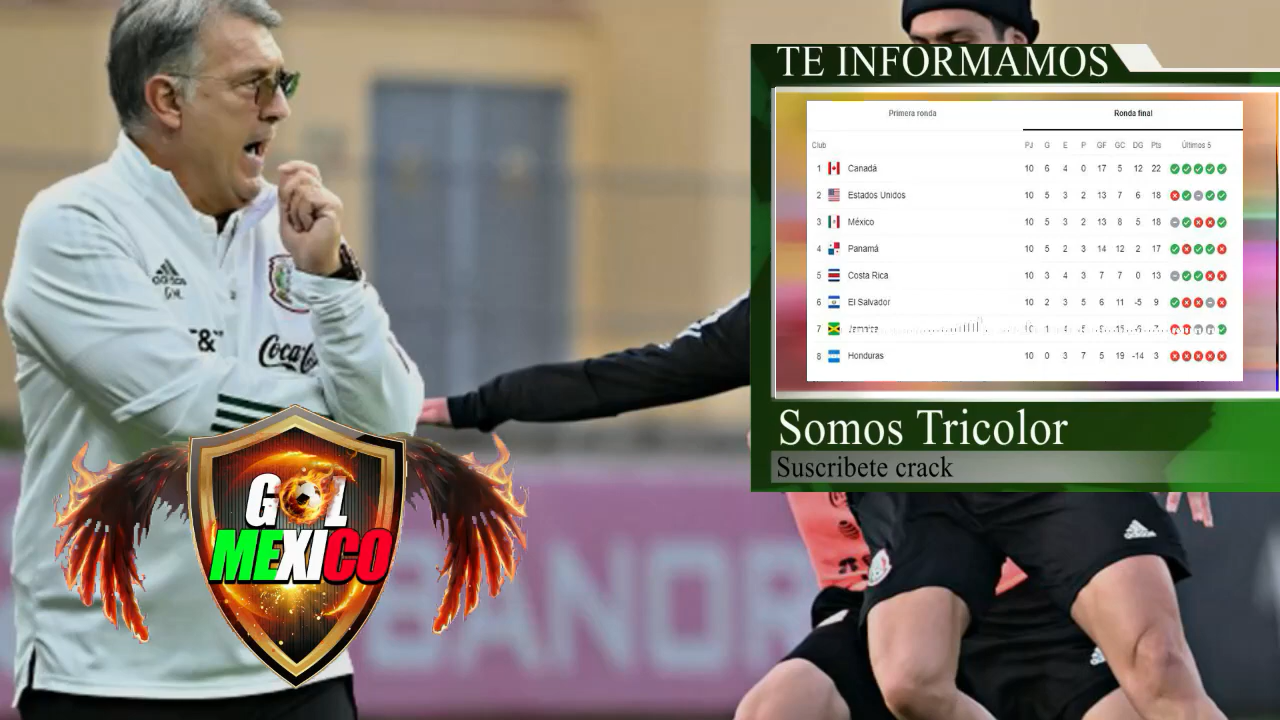 TE INFORMAMOS
Primera ronda Ronda final
Club PJ G E P GF GC DG Pts Últimos 5
1 Canadá 10 6 4 0 17 5 12 22
2 Estados Unidos 10 5 3 2 13 7 6 18
3 México 10 5 3 2 13 8 5 18
4 Panamá 10 5 2 3 14 12 2 17
5 Costa Rica 10 3 4 3 7 7 0 13
6 El Salvador 10 2 3 5 6 11 -5 9
7 Jamaica
8 Honduras 10 0 3 7 5 19 -14 3
Somos Tricolor
Suscribete crack
adidas
G.M.
AT&T
Coca-Cola
GOL
MEXICO
BANOR